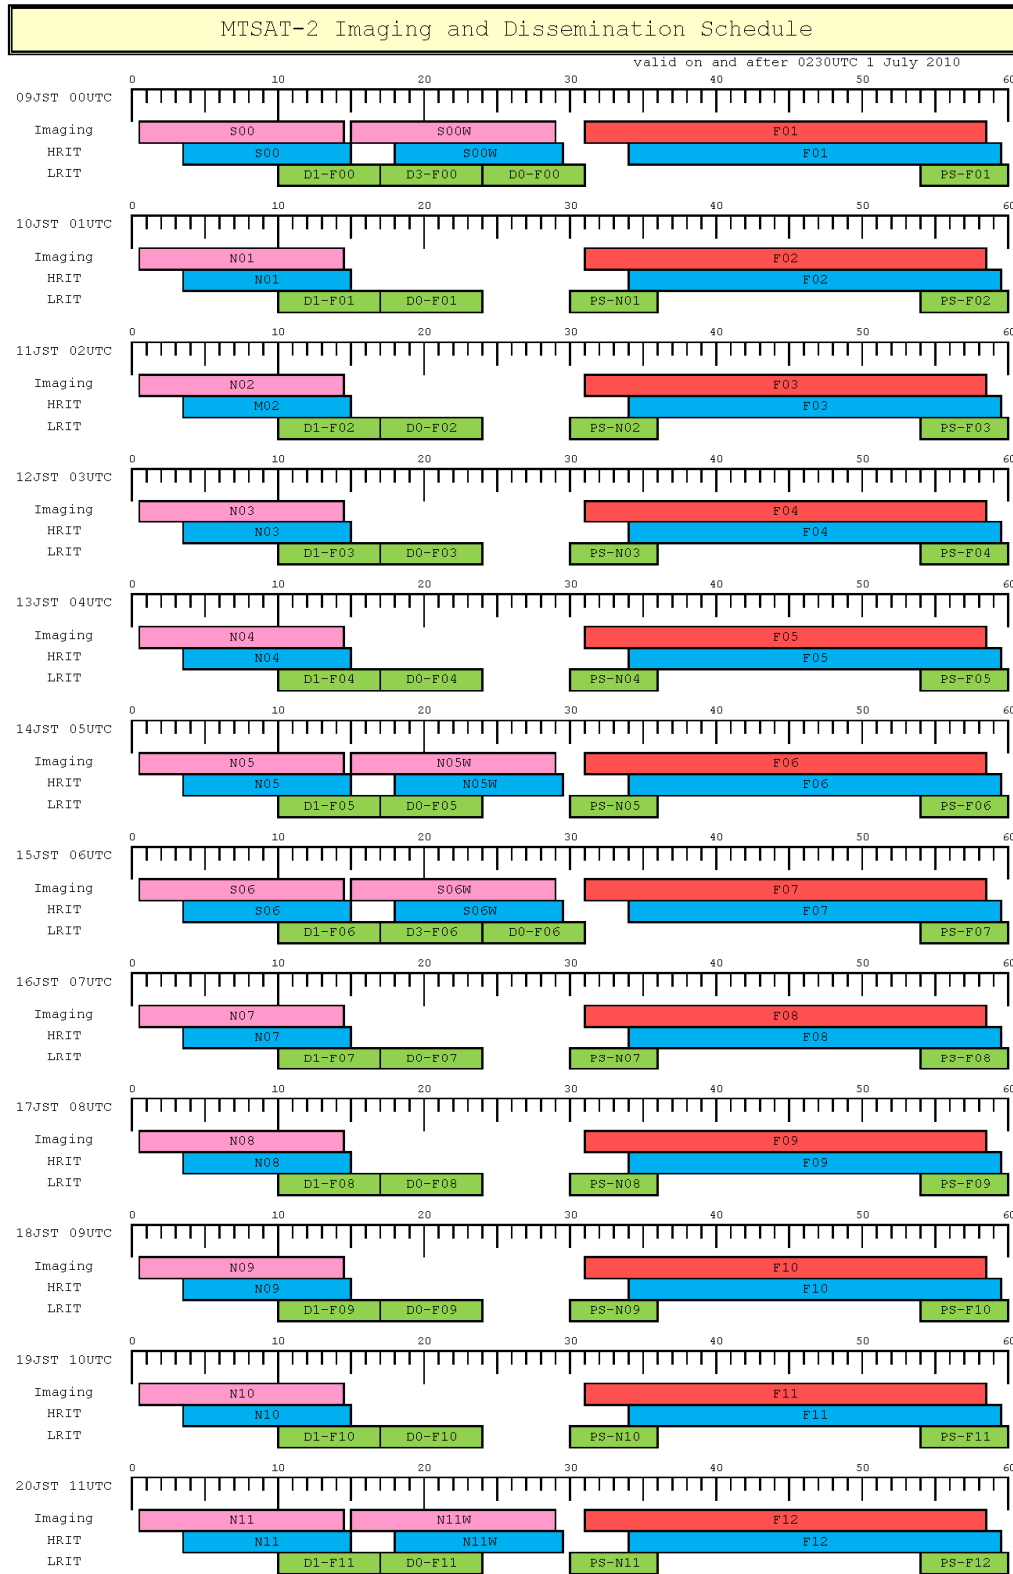 MTSAT-2 Imaging and Dissemination Schedule
valid on and after 0230UTC 1 July 2010
0 10 20 30 40 50 60
09JST 00UTC
Imaging S00 S00W F01
HRIT S00 S00W F01
LRIT D1-F00 D3-F00 D0-F00 PS-F01
0 10 20 30 40 50 60
10JST 01UTC
Imaging N01 F02
HRIT N01 F02
LRIT D1-F01 D0-F01 PS-N01 PS-F02
0 10 20 30 40 50 60
11JST 02UTC
Imaging N02 F03
HRIT M02 F03
LRIT D1-F02 D0-F02 PS-N02 PS-F03
0 10 20 30 40 50 60
12JST 03UTC
Imaging N03 F04
HRIT N03 F04
LRIT D1-F03 D0-F03 PS-N03 PS-F04
0 10 20 30 40 50 60
13JST 04UTC
Imaging N04 F05
HRIT N04 F05
LRIT D1-F04 D0-F04 PS-N04 PS-F05
0 10 20 30 40 50 60
14JST 05UTC
Imaging N05 N05W F06
HRIT N05 N05W F06
LRIT D1-F05 D0-F05 PS-N05 PS-F06
0 10 20 30 40 50 60
15JST 06UTC
Imaging S06 S06W F07
HRIT S06 S06W F07
LRIT D1-F06 D3-F06 D0-F06 PS-F07
0 10 20 30 40 50 60
16JST 07UTC
Imaging N07 F08
HRIT N07 F08
LRIT D1-F07 D0-F07 PS-N07 PS-F08
0 10 20 30 40 50 60
17JST 08UTC
Imaging N08 F09
HRIT N08 F09
LRIT D1-F08 D0-F08 PS-N08 PS-F09
0 10 20 30 40 50 60
18JST 09UTC
Imaging N09 F10
HRIT N09 F10
LRIT D1-F09 D0-F09 PS-N09 PS-F10
0 10 20 30 40 50 60
19JST 10UTC
Imaging N10 F11
HRIT N10 F11
LRIT D1-F10 D0-F10 PS-N10 PS-F11
0 10 20 30 40 50 60
20JST 11UTC
Imaging N11 N11W F12
HRIT N11 N11W F12
LRIT D1-F11 D0-F11 PS-N11 PS-F12